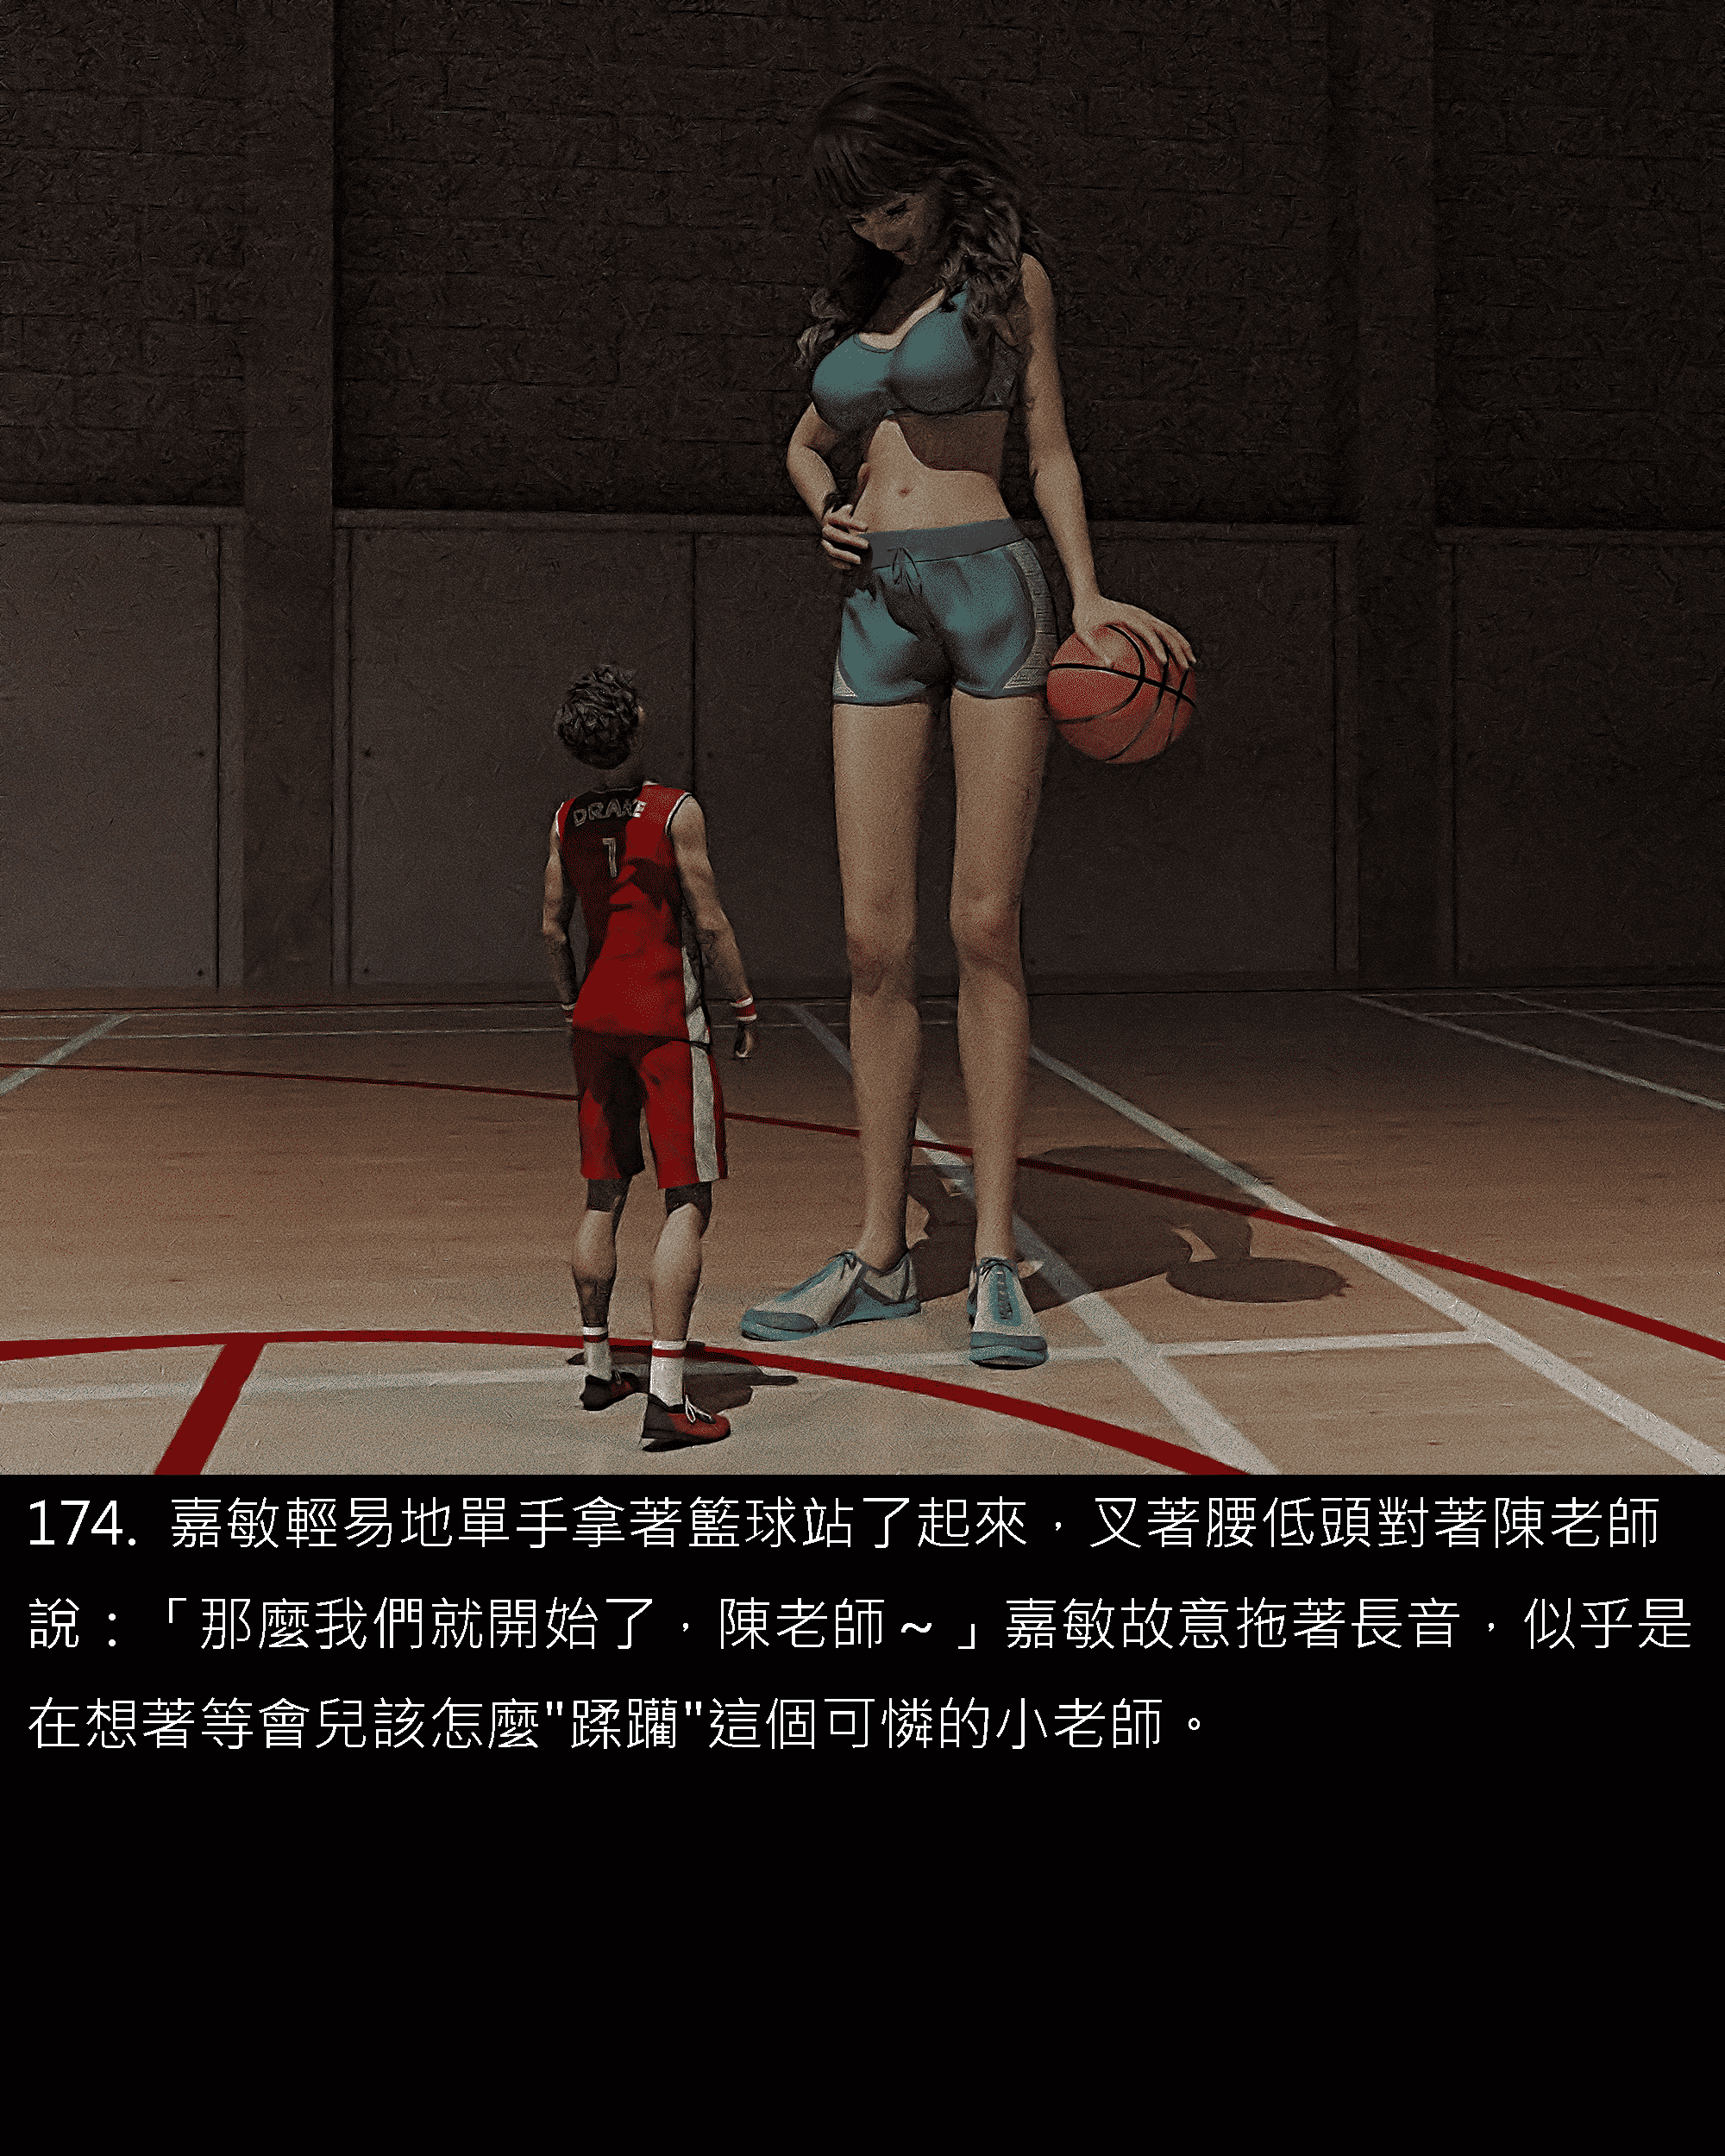 DRAKE
1
174. 嘉敏輕易地單手拿著籃球站了起來，叉著腰低頭對著陳老師
說：「那麼我們就開始了，陳老師～」嘉敏故意拖著長音，似乎是
在想著等會兒該怎麼"蹂躪"這個可憐的小老師。